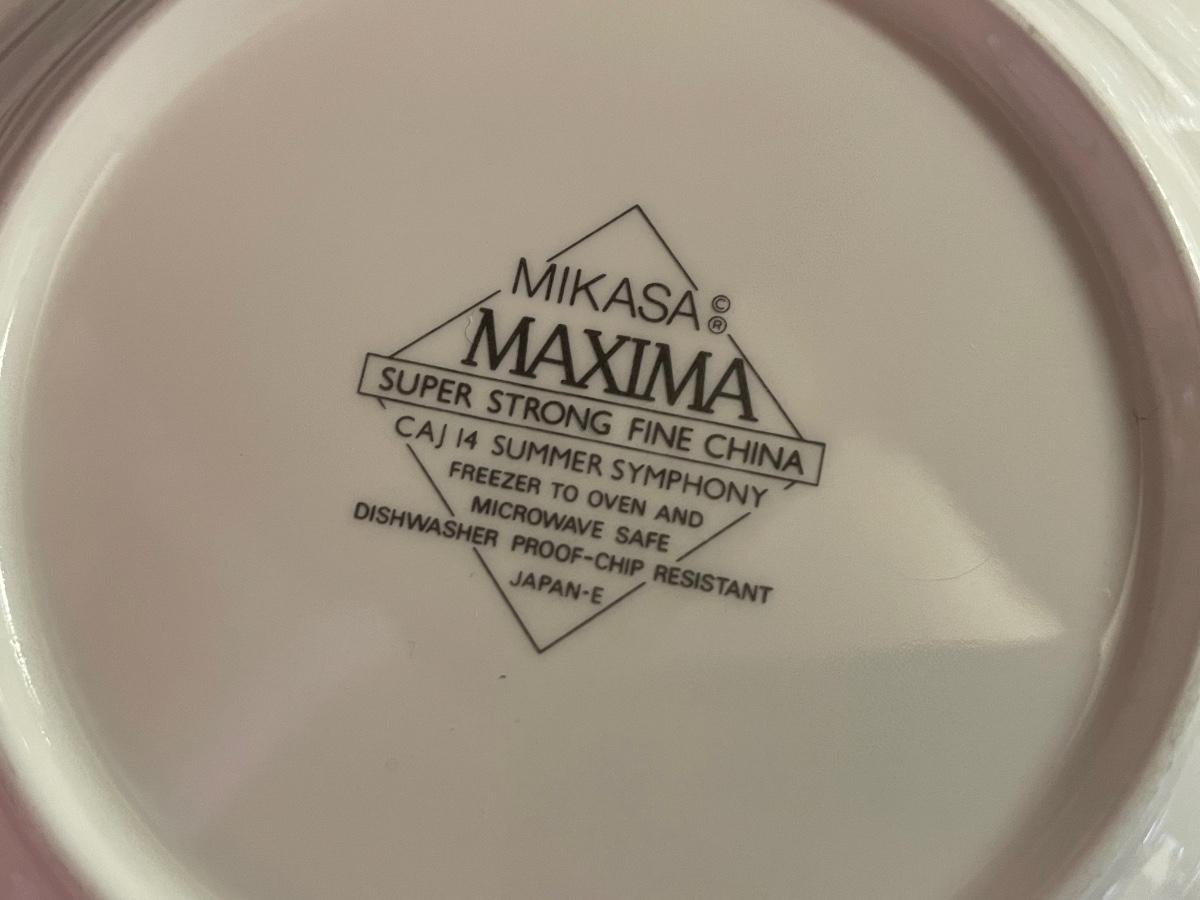 MIKASA ©
®
MAXIMA
SUPER STRONG FINE CHINA
CAJ 14 SUMMER SYMPHONY
FREEZER TO OVEN AND
MICROWAVE SAFE
DISHWASHER PROOF-CHIP RESISTANT
JAPAN-E